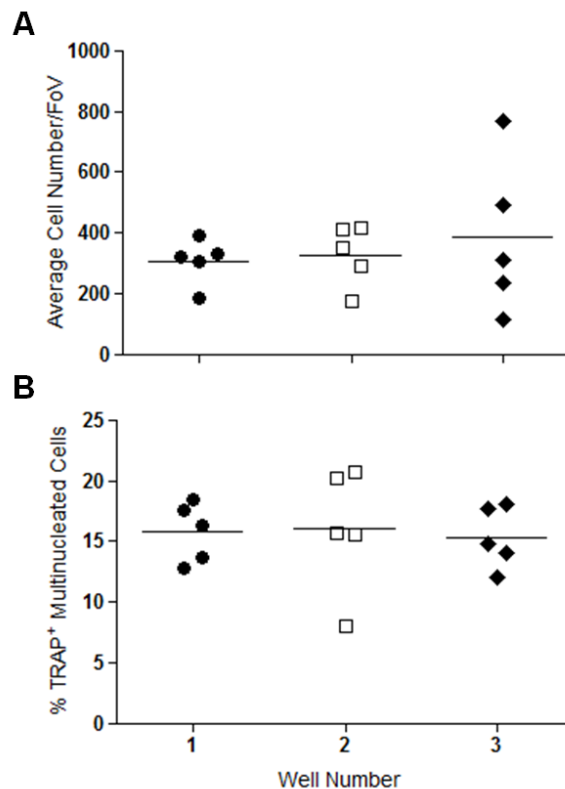 A
Average Cell Number/FoV
1000
800
600
400
200
0
B
% TRAP⁺ Multinucleated Cells
25
20
15
10
5
0
1 2 3
Well Number